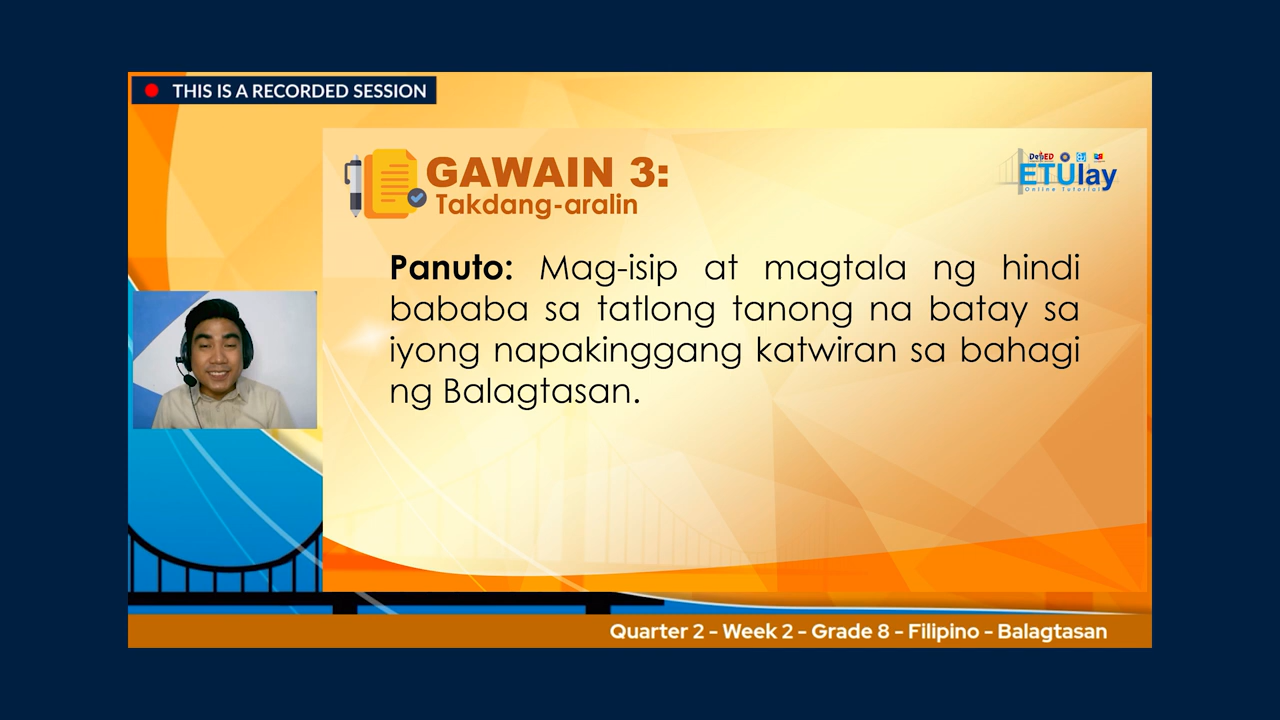 THIS IS A RECORDED SESSION
GAWAIN 3:
Takdang-aralin
DepED
ETUlay
Online Tutorial
Panuto: Mag-isip at magtala ng hindi
bababa sa tatlong tanong na batay sa
iyong napakinggang katwiran sa bahagi
ng Balagtasan.
Quarter 2 - Week 2 - Grade 8 - Filipino - Balagtasan